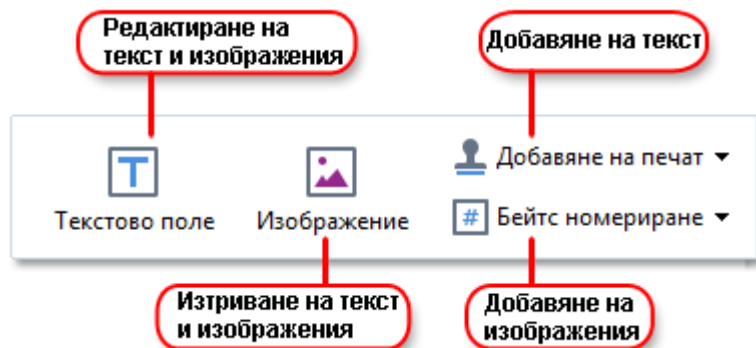 Редактиране на
текст и изображения
Добавяне на текст
Добавяне на печат
Текстово поле
Изображение
# Бейтс номериране
Изтриване на текст
и изображения
Добавяне на
изображения